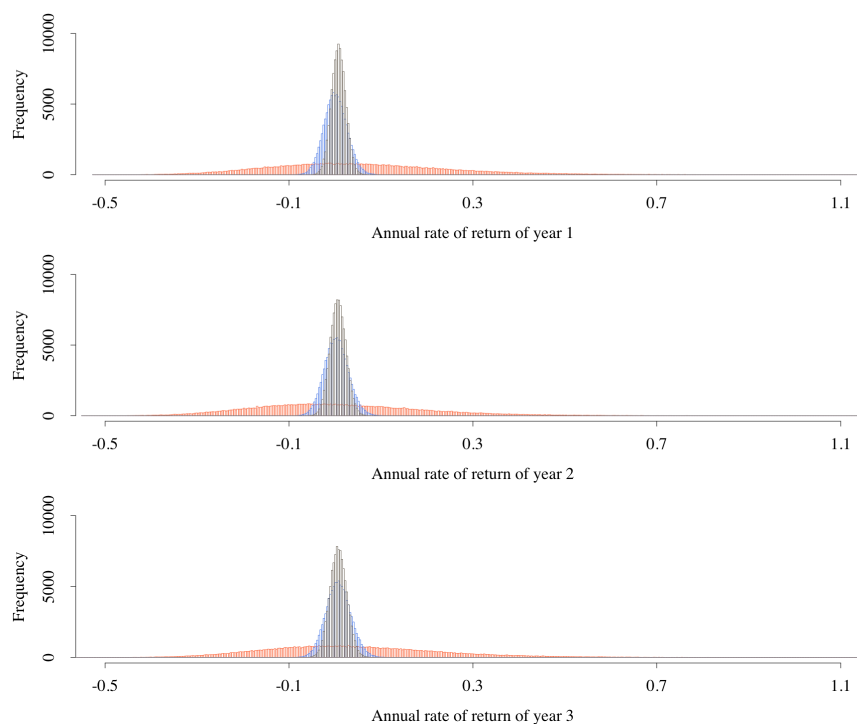 10000
5000
0
Frequency
-0.5 -0.1 0.3 0.7 1.1
Annual rate of return of year 1
10000
5000
0
Frequency
-0.5 -0.1 0.3 0.7 1.1
Annual rate of return of year 2
10000
5000
0
Frequency
-0.5 -0.1 0.3 0.7 1.1
Annual rate of return of year 3